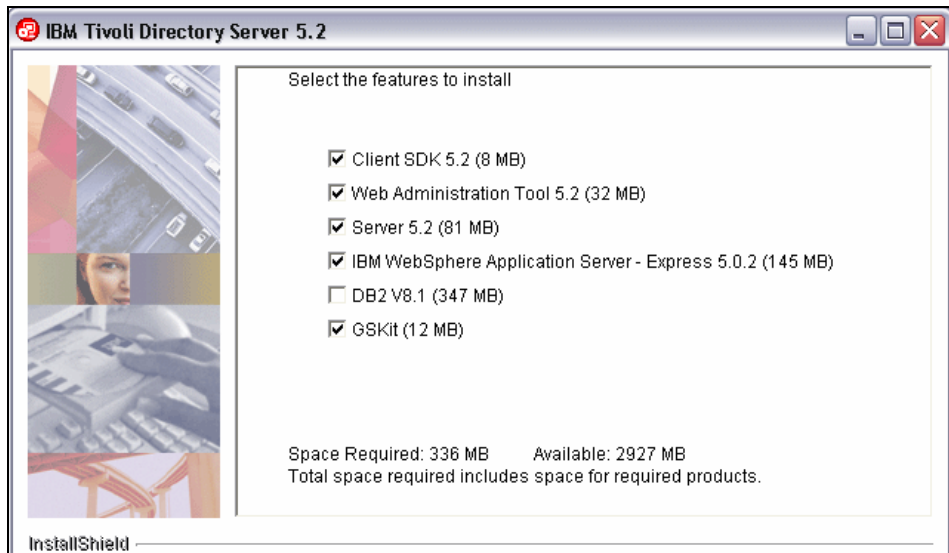 IBM Tivoli Directory Server 5.2
Select the features to install
Client SDK 5.2 (8 MB)
Web Administration Tool 5.2 (32 MB)
Server 5.2 (81 MB)
IBM WebSphere Application Server - Express 5.0.2 (145 MB)
DB2 V8.1 (347 MB)
GSKit (12 MB)
Space Required: 336 MB Available: 2927 MB
Total space required includes space for required products.
InstallShield